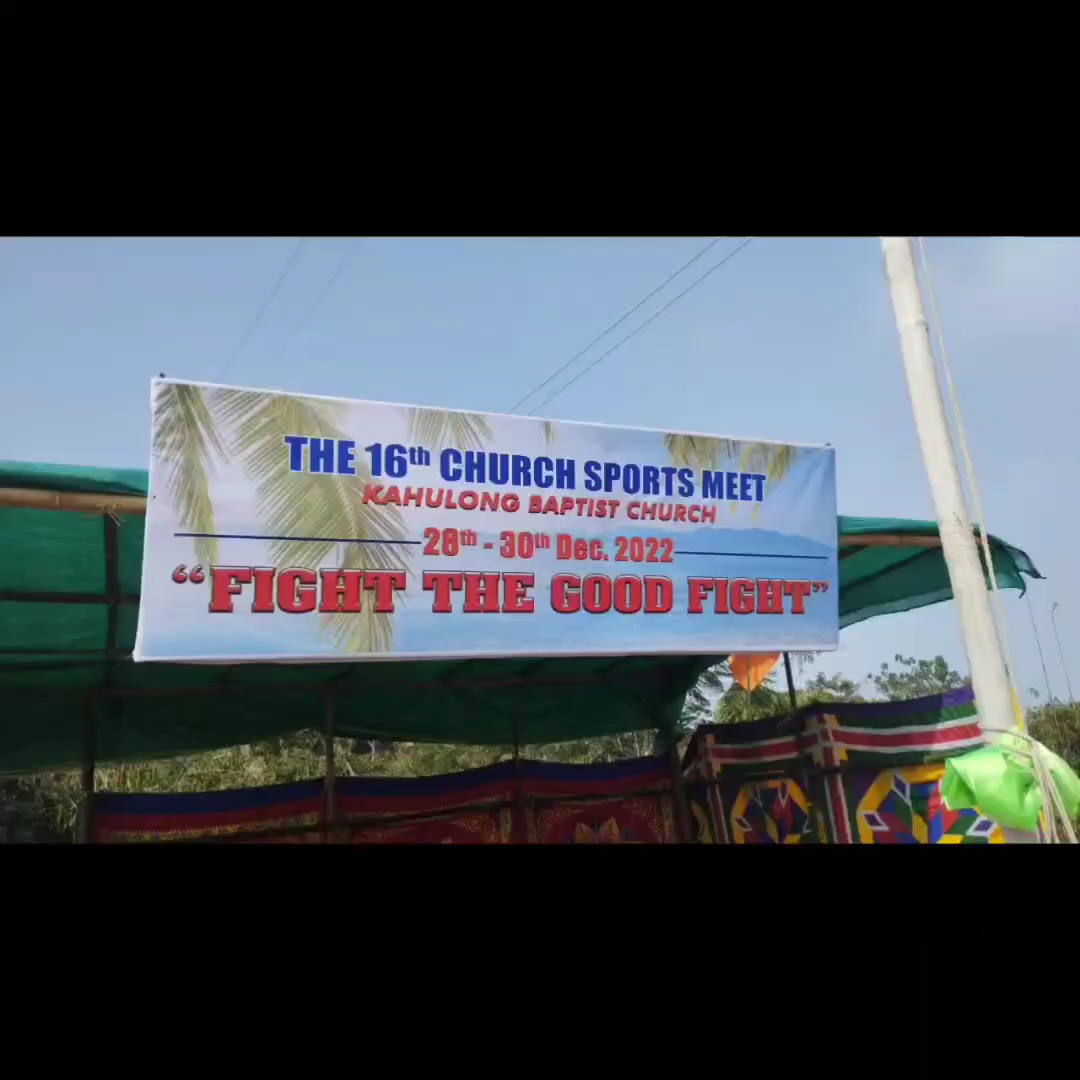 THE 16th CHURCH SPORTS MEET
KAHULONG BAPTIST CHURCH
28th - 30th Dec. 2022
“FIGHT THE GOOD FIGHT”